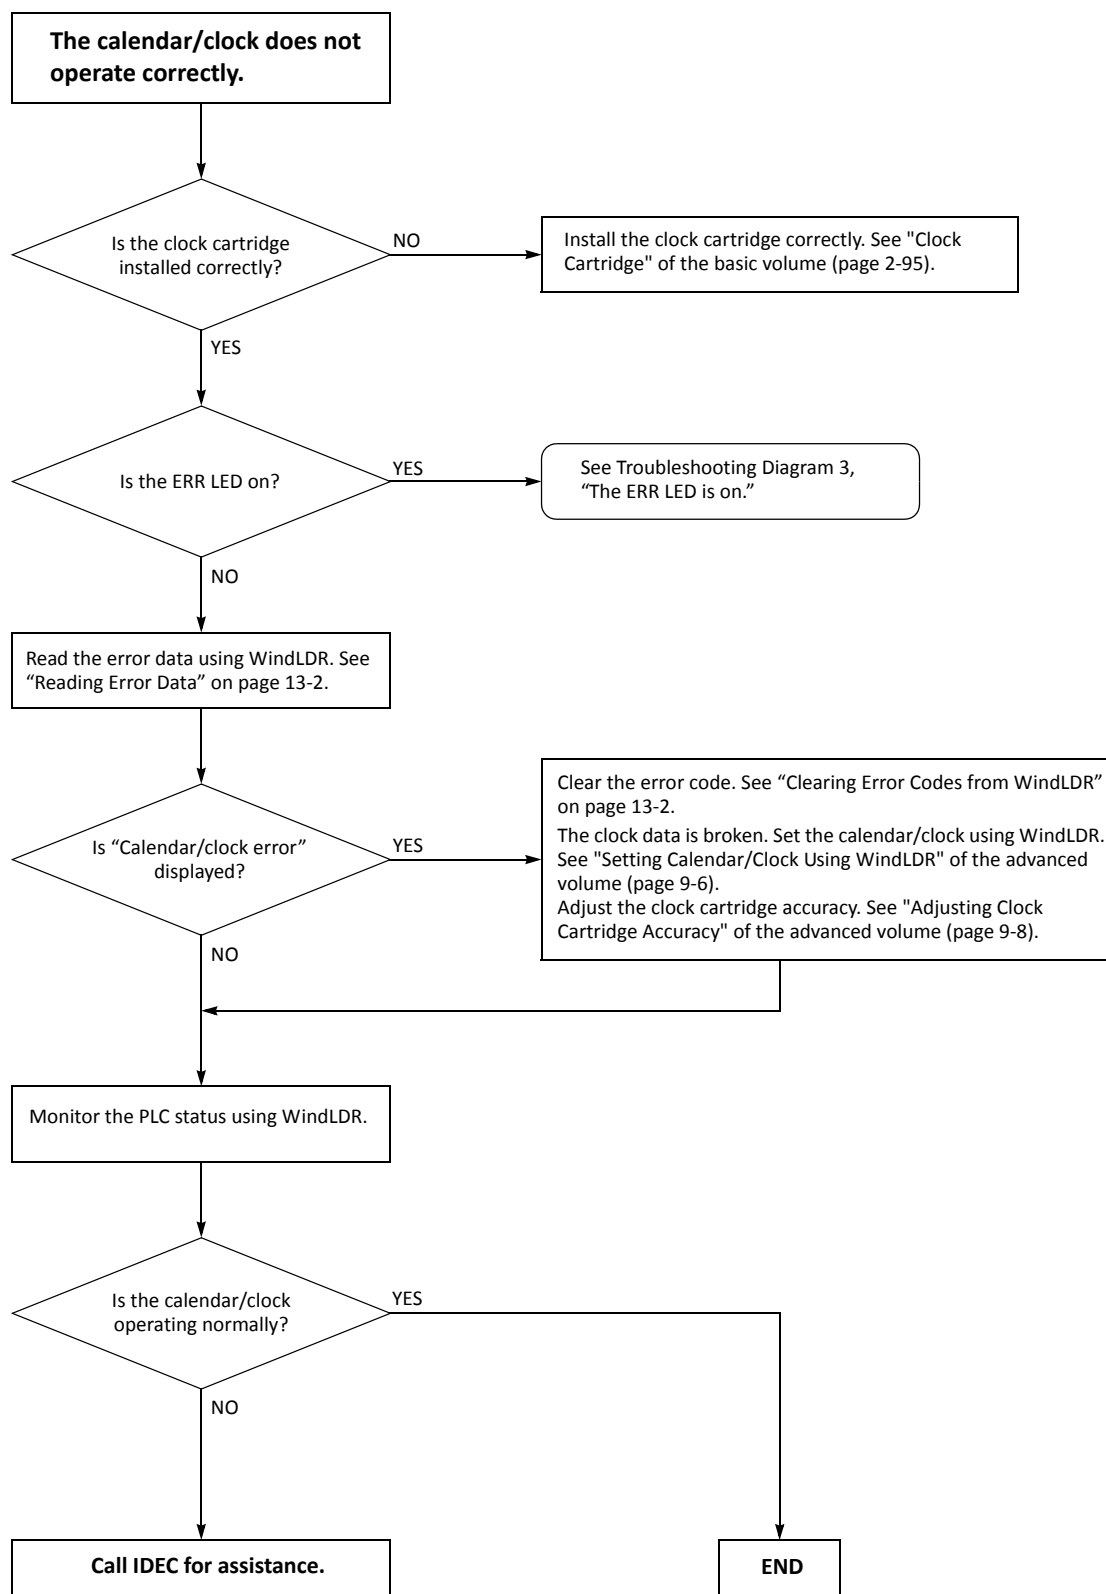 The calendar/clock does not
operate correctly.
Is the clock cartridge
installed correctly?
NO
Install the clock cartridge correctly. See "Clock
Cartridge" of the basic volume (page 2-95).
YES
Is the ERR LED on?
YES
See Troubleshooting Diagram 3,
“The ERR LED is on.”
NO
Read the error data using WindLDR. See
“Reading Error Data” on page 13-2.
Is “Calendar/clock error”
displayed?
YES
Clear the error code. See “Clearing Error Codes from WindLDR”
on page 13-2.
The clock data is broken. Set the calendar/clock using WindLDR.
See "Setting Calendar/Clock Using WindLDR" of the advanced
volume (page 9-6).
Adjust the clock cartridge accuracy. See "Adjusting Clock
Cartridge Accuracy" of the advanced volume (page 9-8).
NO
Monitor the PLC status using WindLDR.
Is the calendar/clock
operating normally?
YES
NO
Call IDEC for assistance.
END